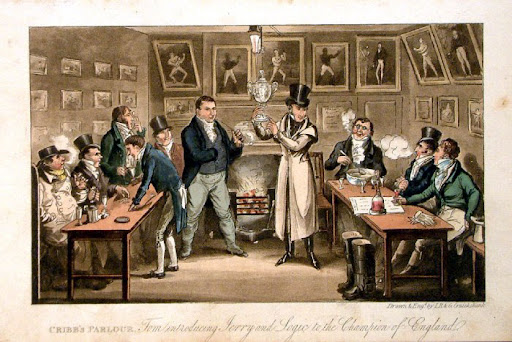 Drawn & Engd. by I.R. & G. Cruikshank
CRIBB'S PARLOUR. Tom introducing Jerry and Logic to the Champion of England.